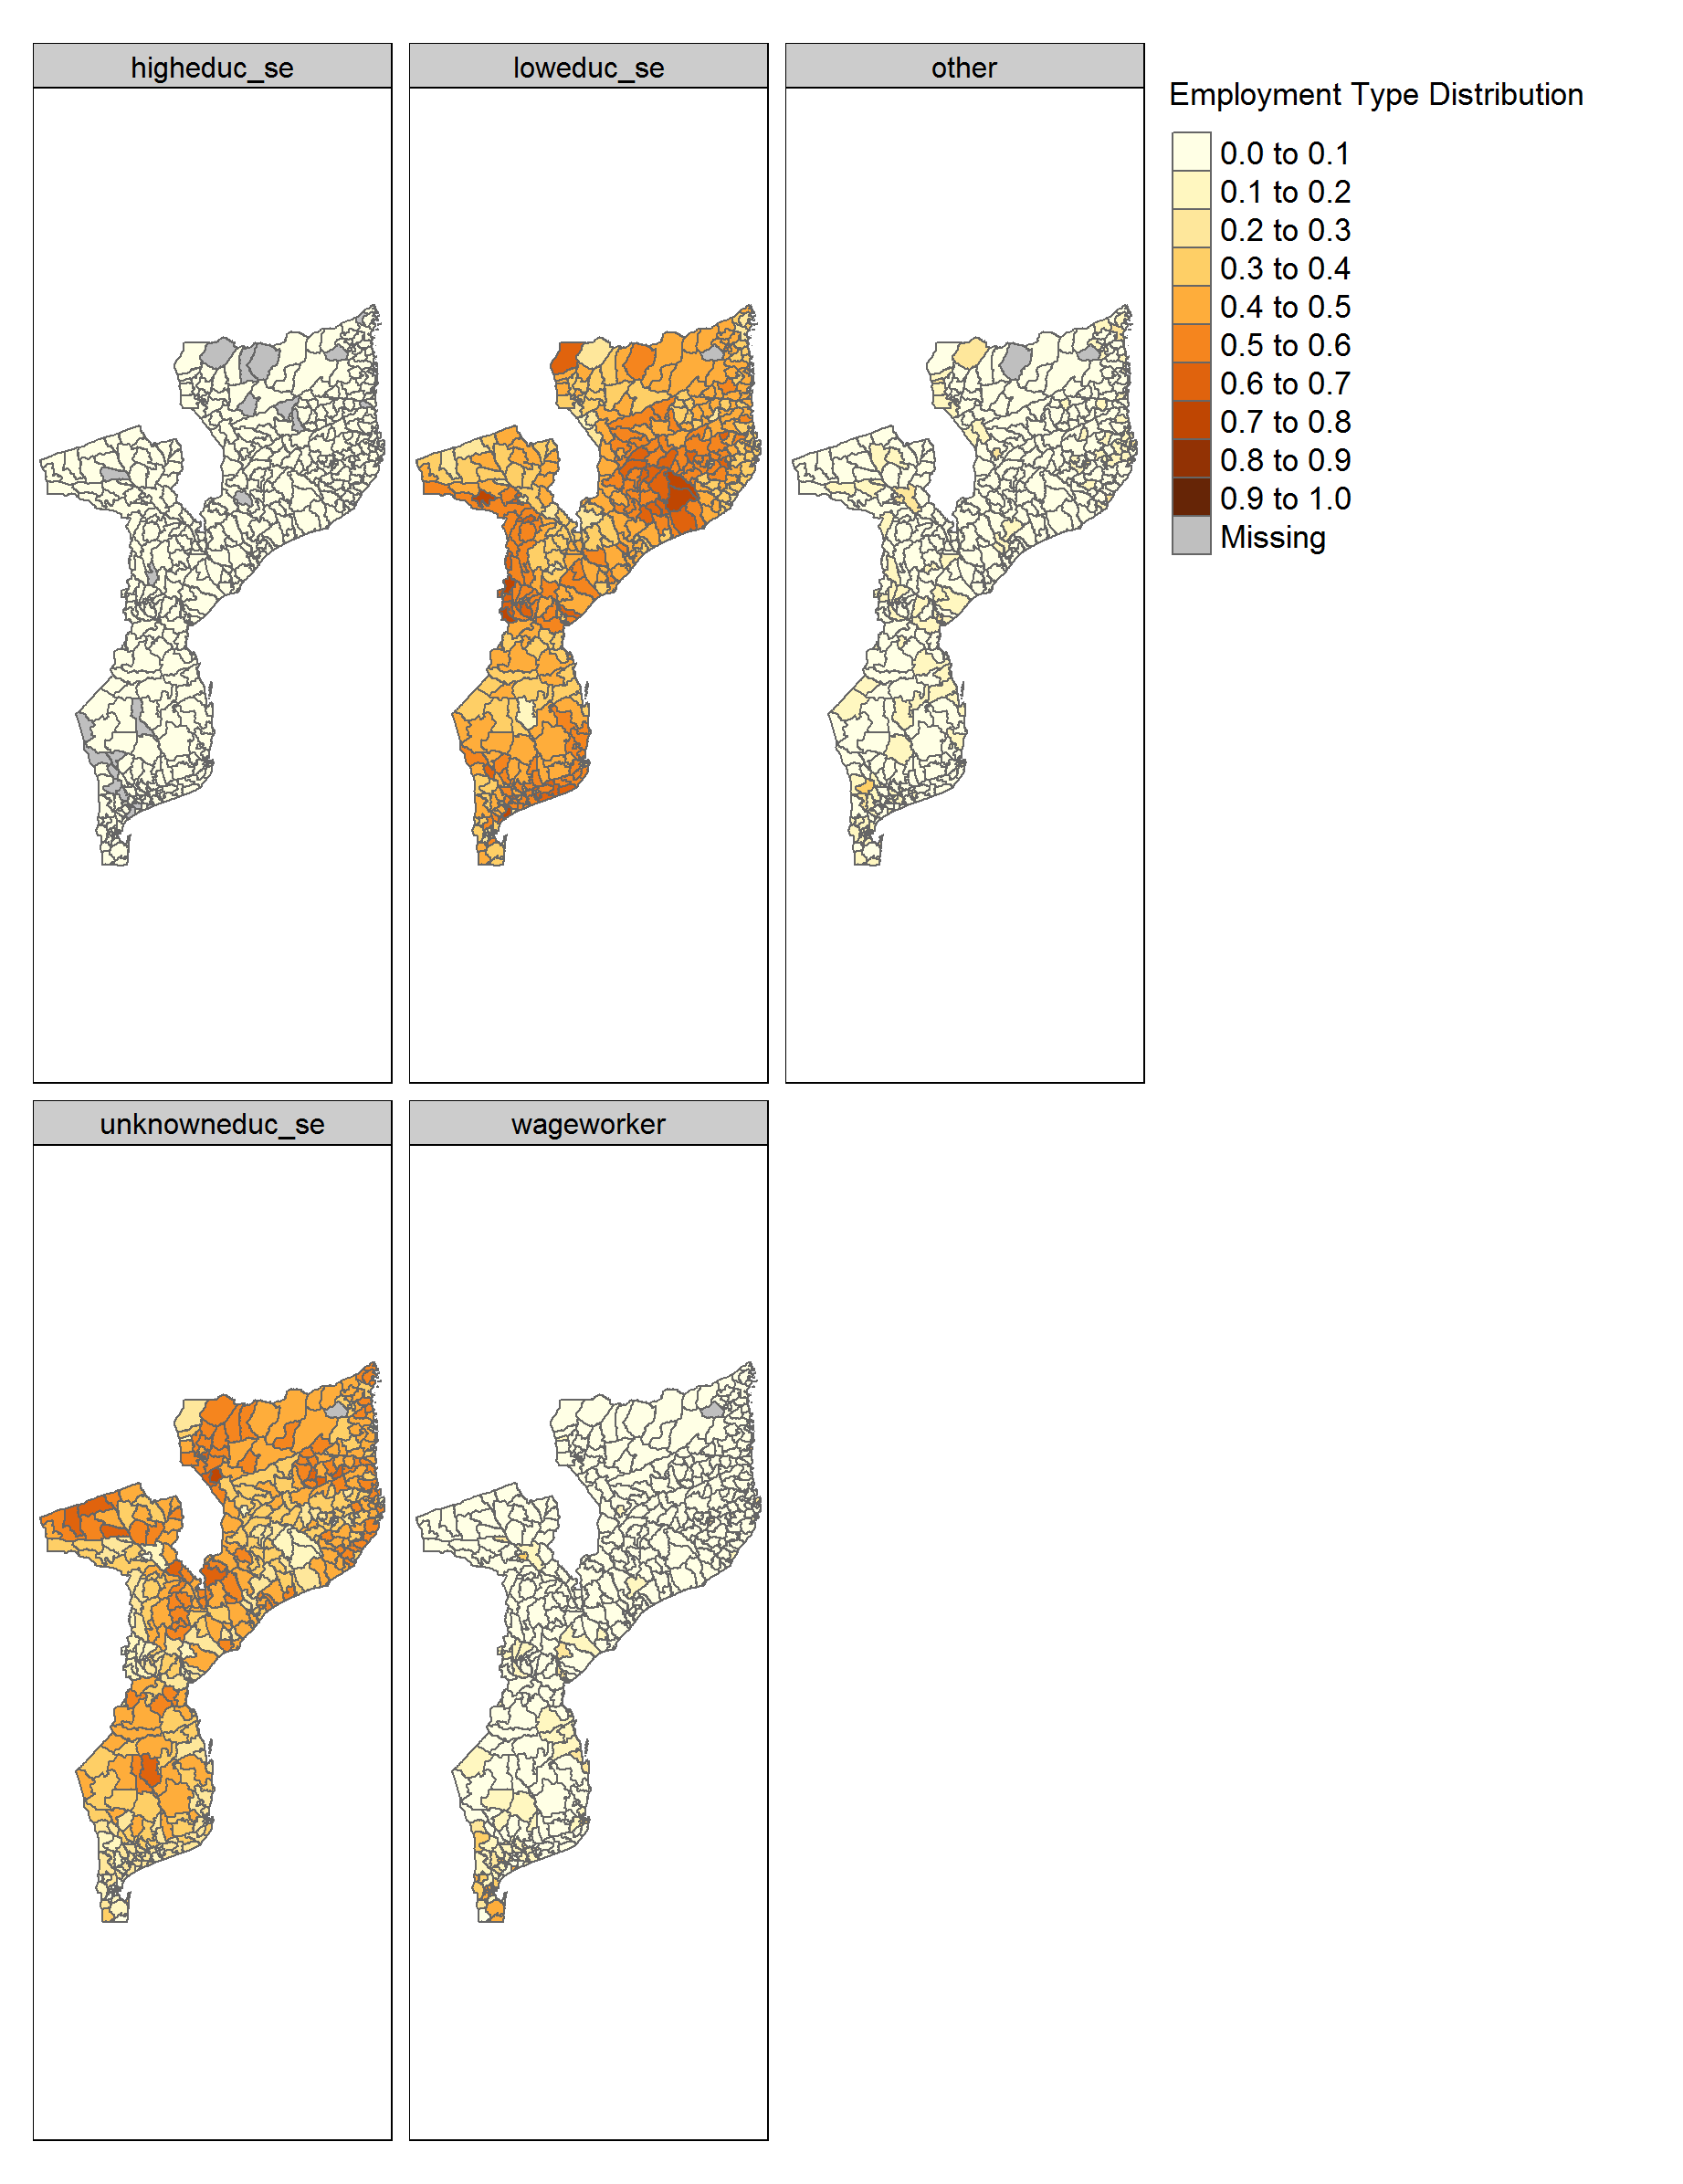 higheduc_se
loweduc_se
other
Employment Type Distribution
0.0 to 0.1
0.1 to 0.2
0.2 to 0.3
0.3 to 0.4
0.4 to 0.5
0.5 to 0.6
0.6 to 0.7
0.7 to 0.8
0.8 to 0.9
0.9 to 1.0
Missing
unknowneduc_se
wageworker